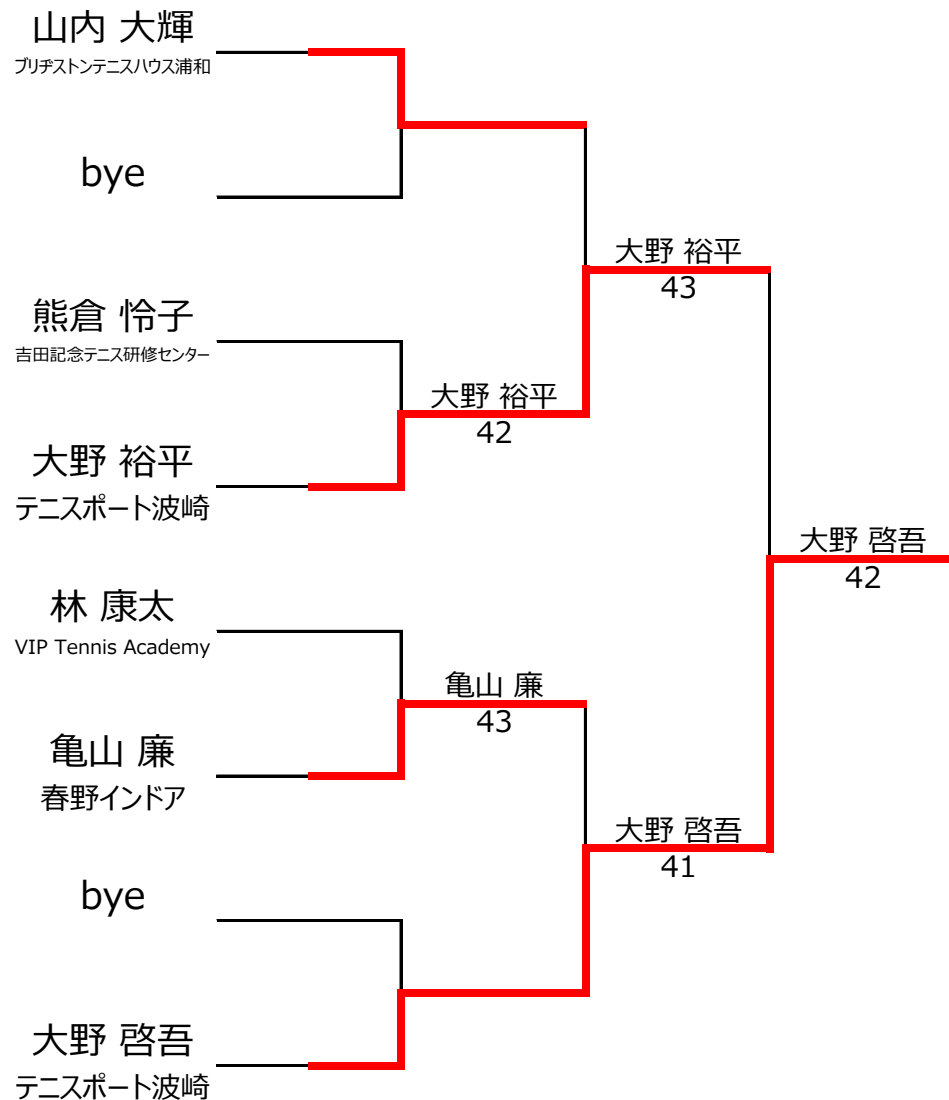 山内 大輝
ブリヂストンテニスハウス浦和
bye
熊倉 怜子
吉田記念テニス研修センター
大野 裕平
テニスポート波崎
林 康太
VIP Tennis Academy
亀山 廉
春野インドア
bye
大野 啓吾
テニスポート波崎
大野 裕平
42
亀山 廉
43
大野 裕平
43
大野 啓吾
41
大野 啓吾
42